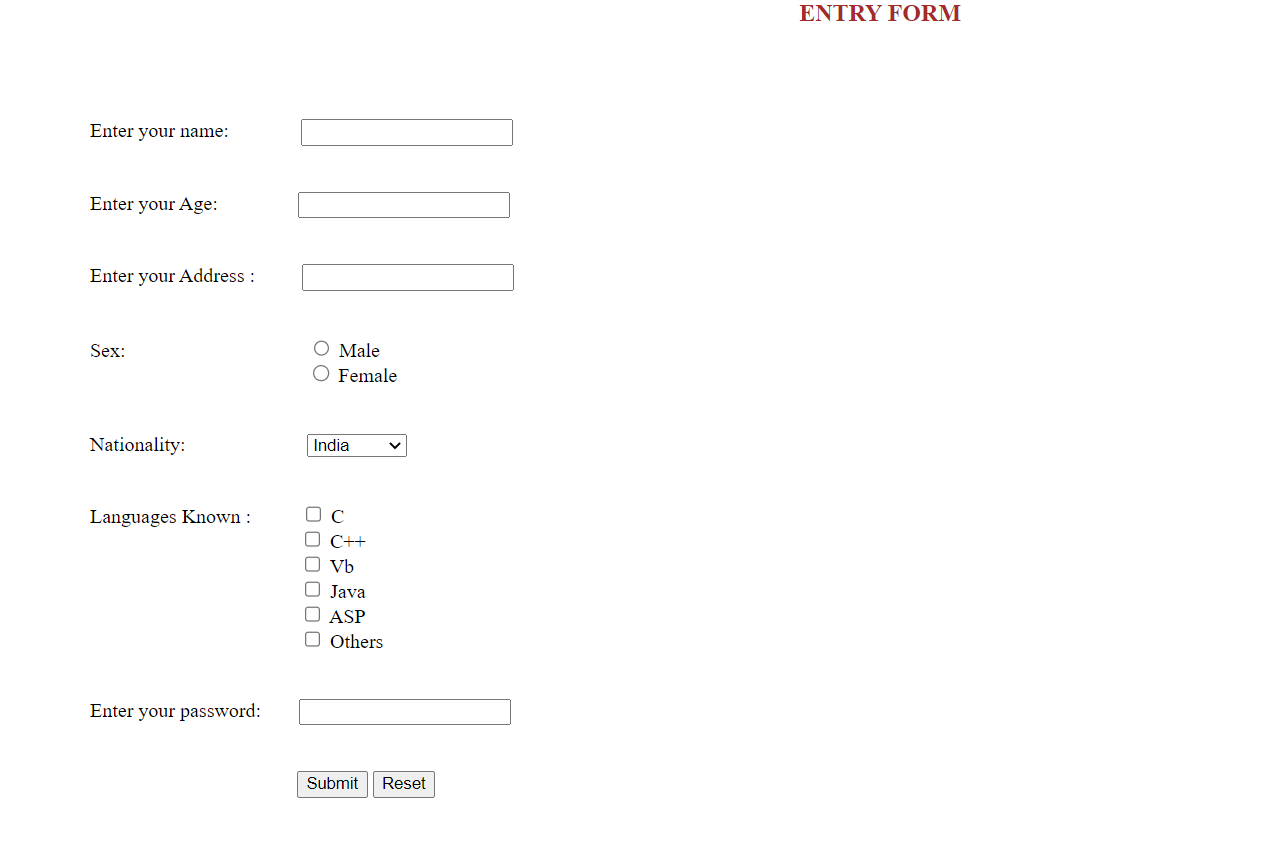 ENTRY FORM
Enter your name:
Enter your Age:
Enter your Address :
Sex: Male
Female
Nationality: India
Languages Known : C
C++
Vb
Java
ASP
Others
Enter your password:
Submit Reset